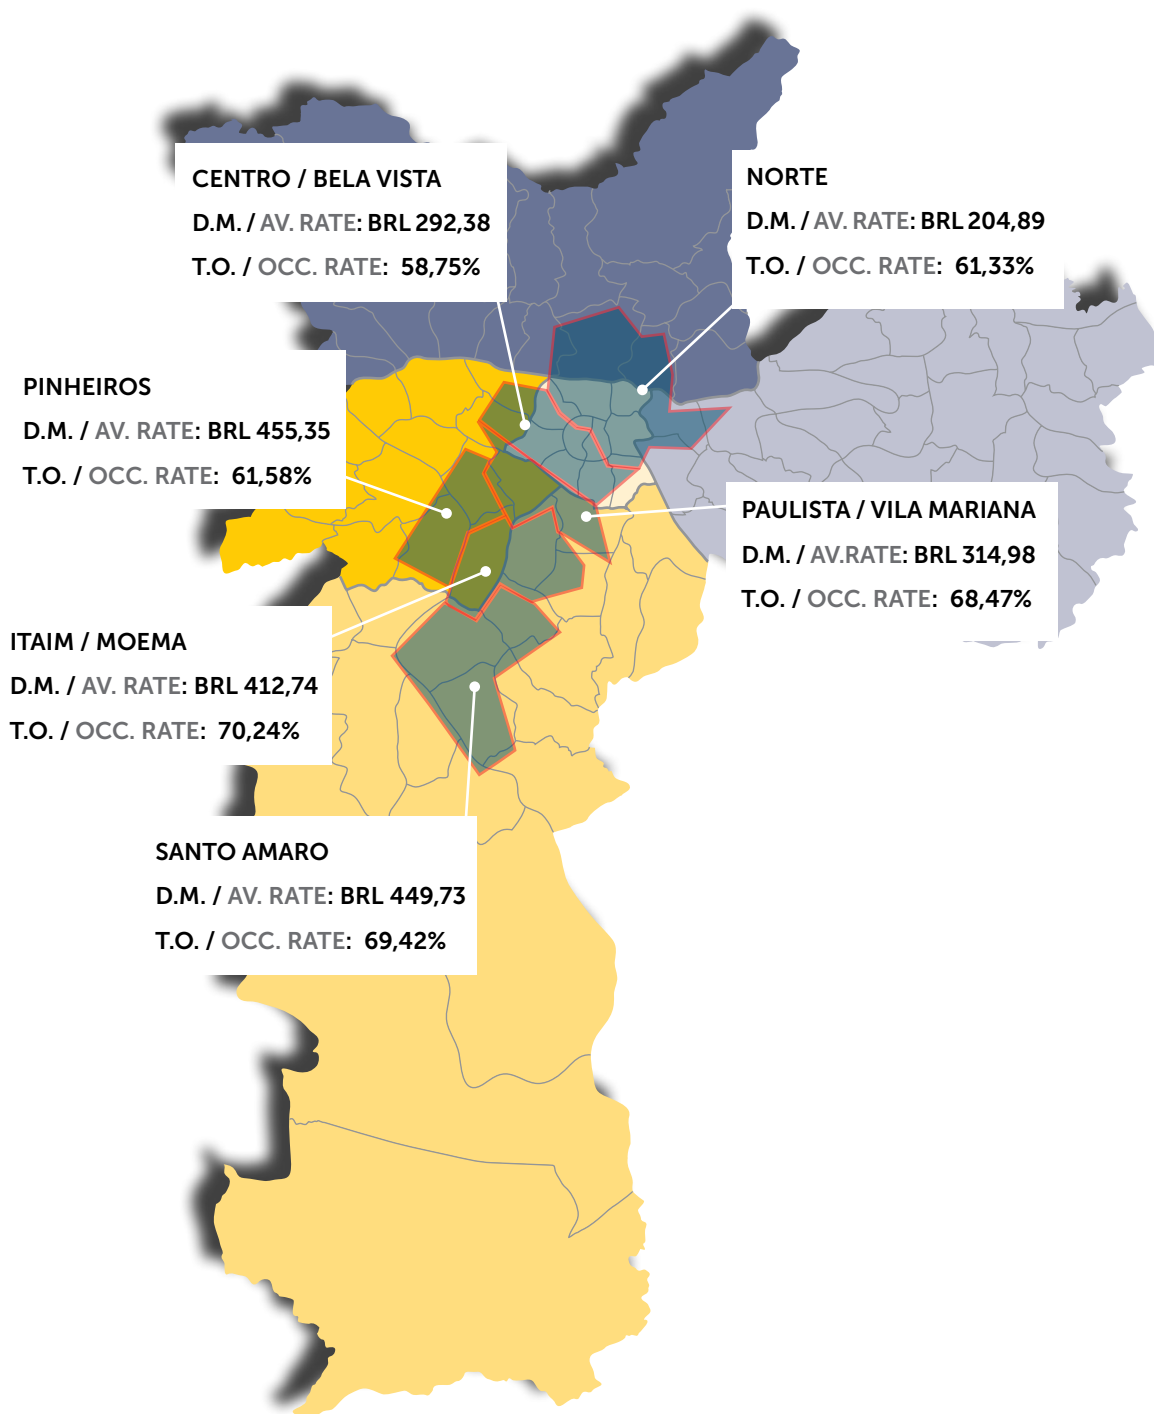 CENTRO / BELA VISTA
D.M. / AV. RATE: BRL 292,38
T.O. / OCC. RATE: 58,75%
NORTE
D.M. / AV. RATE: BRL 204,89
T.O. / OCC. RATE: 61,33%
PINHEIROS
D.M. / AV. RATE: BRL 455,35
T.O. / OCC. RATE: 61,58%
PAULISTA / VILA MARIANA
D.M. / AV.RATE: BRL 314,98
T.O. / OCC. RATE: 68,47%
ITAIM / MOEMA
D.M. / AV. RATE: BRL 412,74
T.O. / OCC. RATE: 70,24%
SANTO AMARO
D.M. / AV. RATE: BRL 449,73
T.O. / OCC. RATE: 69,42%